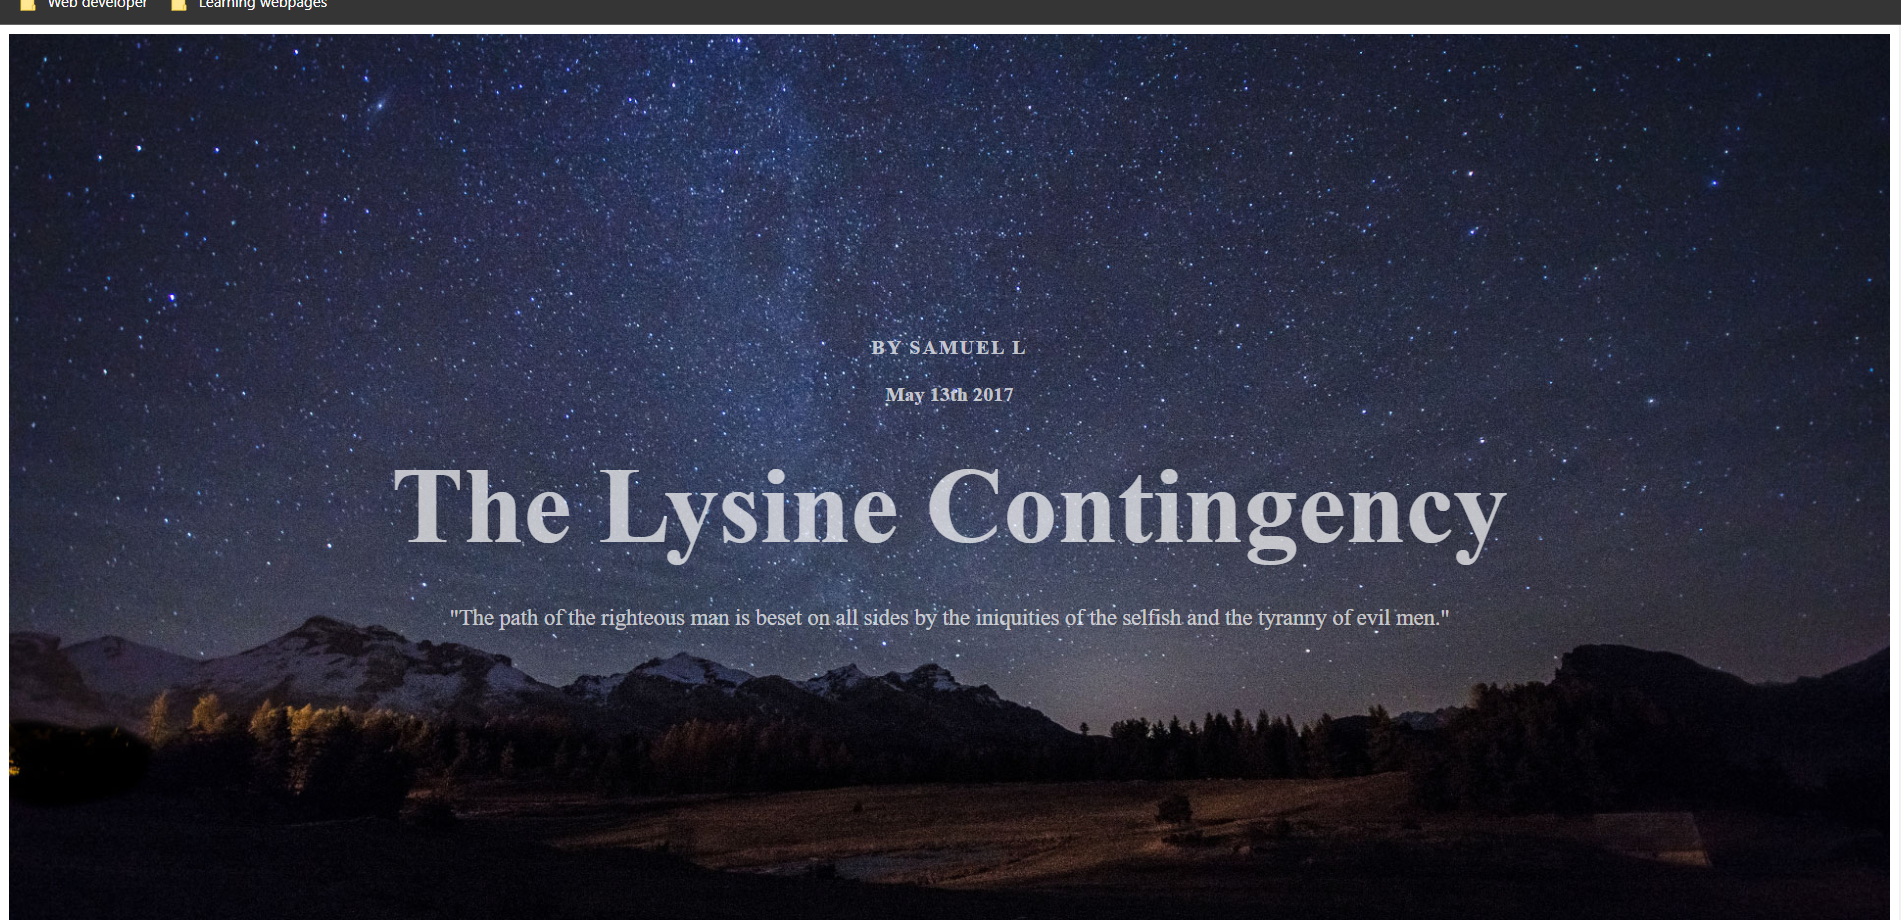 Web developer Learning webpages
BY SAMUEL L
May 13th 2017
The Lysine Contingency
"The path of the righteous man is beset on all sides by the iniquities of the selfish and the tyranny of evil men."